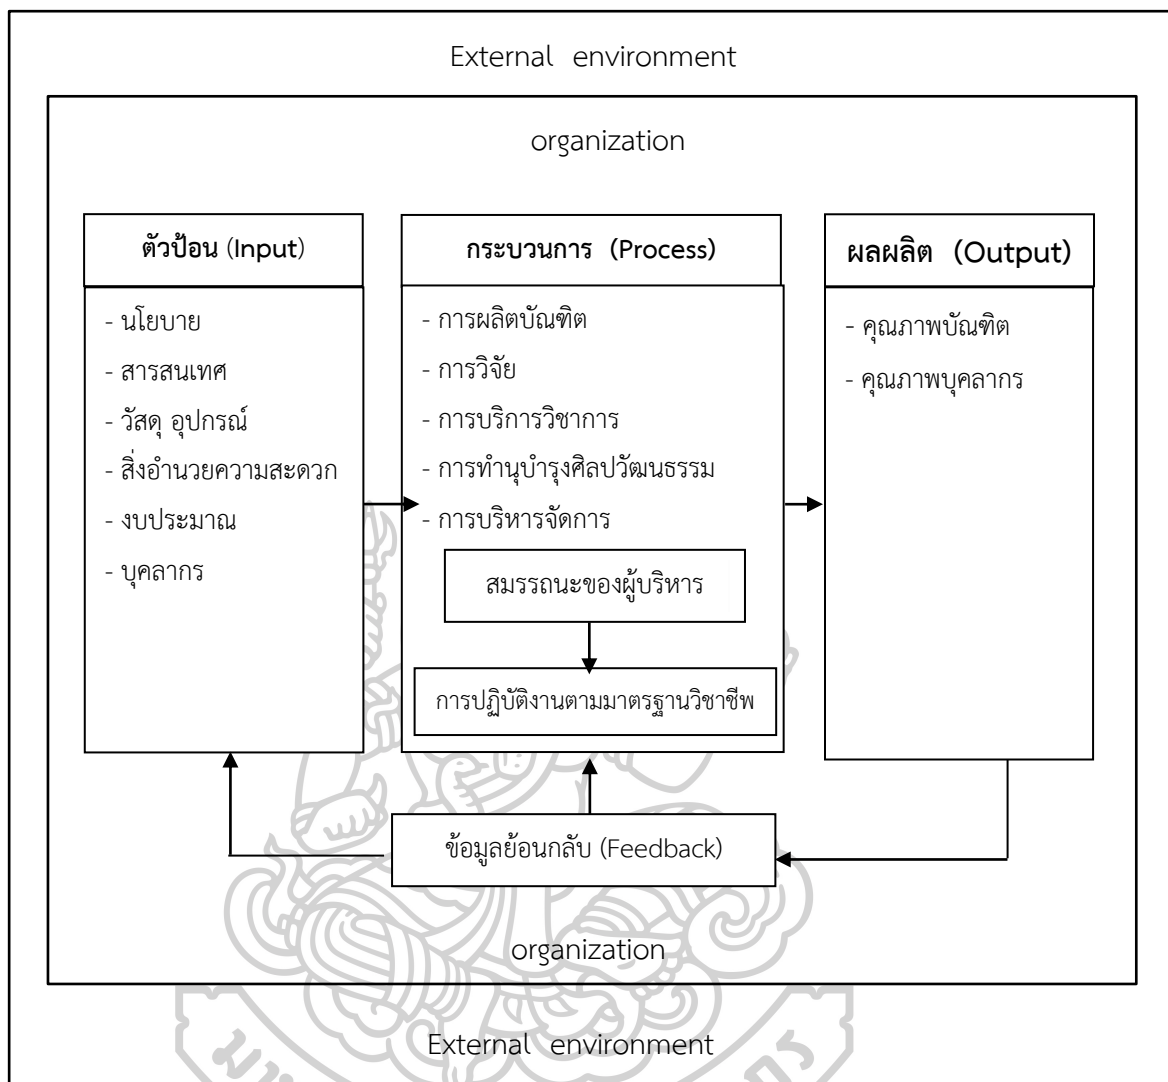 External environment
organization
ตัวป้อน (Input)
- นโยบาย
- สารสนเทศ
- วัสดุ อุปกรณ์
- สิ่งอำนวยความสะดวก
- งบประมาณ
- บุคลากร
กระบวนการ (Process)
- การผลิตบัณฑิต
- การวิจัย
- การบริการวิชาการ
- การทำนุบำรุงศิลปวัฒนธรรม
- การบริหารจัดการ
สมรรถนะของผู้บริหาร
การปฏิบัติงานตามมาตรฐานวิชาชีพ
ผลผลิต (Output)
- คุณภาพบัณฑิต
- คุณภาพบุคลากร
ข้อมูลย้อนกลับ (Feedback)
organization
External environment